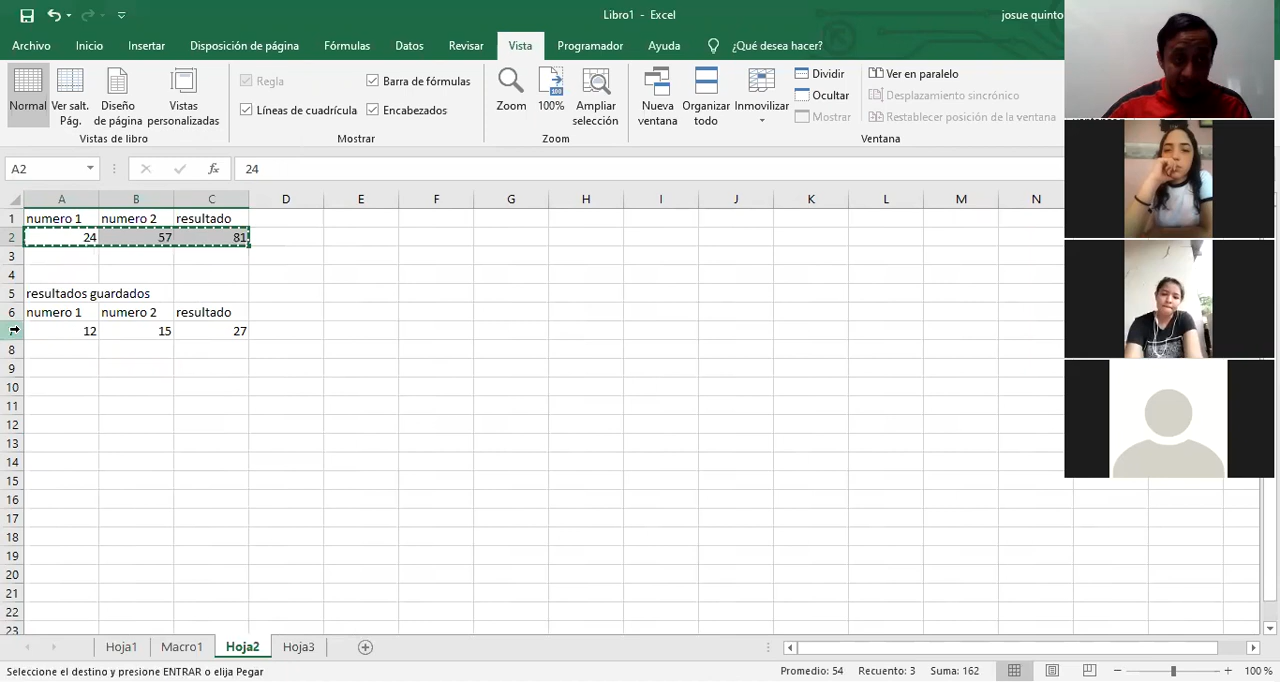 Libro1 - Excel
josue quinto
Archivo Inicio Insertar Disposición de página Fórmulas Datos Revisar Vista Programador Ayuda ¿Qué desea hacer?
Normal
Ver salt. Pág.
Diseño de página
Vistas personalizadas
Vistas de libro
Regla
Barra de fórmulas
Líneas de cuadrícula
Encabezados
Mostrar
Zoom
100%
Ampliar selección
Zoom
Nueva ventana
Organizar todo
Inmovilizar
Dividir
Ocultar
Mostrar
Ver en paralelo
Desplazamiento sincrónico
Restablecer posición de la ventana
Ventana
A2 fx 24
A B C D E F G H I J K L M N
1 numero 1 numero 2 resultado
2 24 57 81
3
4
5 resultados guardados
6 numero 1 numero 2 resultado
12 15 27
8
9
10
11
12
13
14
15
16
17
18
19
20
21
22
23
Hoja1 Macro1 Hoja2 Hoja3
Seleccione el destino y presione ENTRAR o elija Pegar
Promedio: 54 Recuento: 3 Suma: 162
100 %